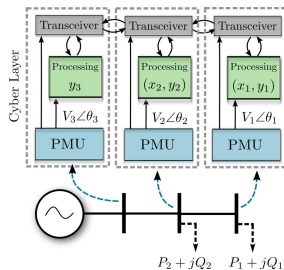 Transceiver Transceiver Transceiver
Processing Processing Processing
y₃ (x₂, y₂) (x₁, y₁)
Cyber Layer
V₃∠θ₃ V₂∠θ₂ V₁∠θ₁
PMU PMU PMU
P₂ + jQ₂ P₁ + jQ₁